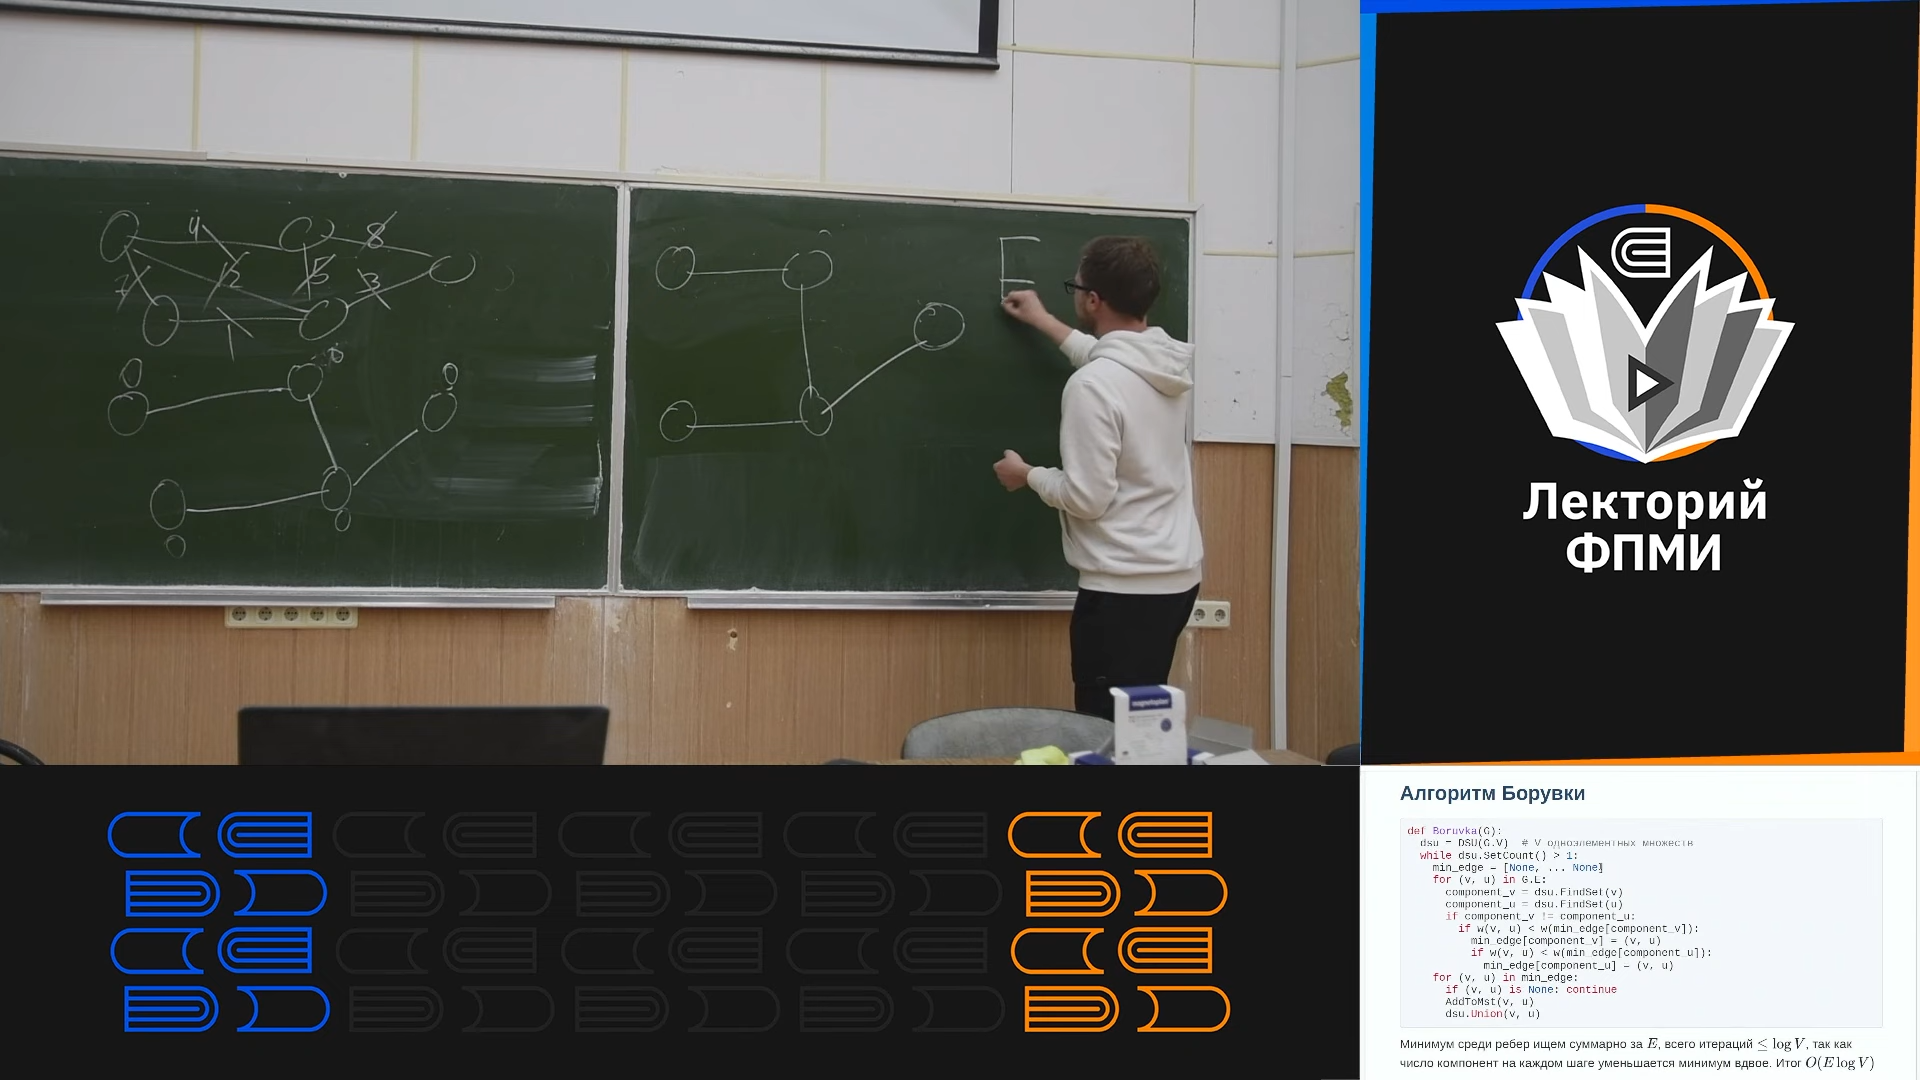 4
8
7
2
5
3
1
E
Лекторий
ФПМИ
Алгоритм Борувки
def Boruvka(G):
dsu = DSU(G.V) # V одноэлементных множеств
while dsu.SetCount() > 1:
min_edge = [None, ... None]
for (v, u) in G.E:
component_v = dsu.FindSet(v)
component_u = dsu.FindSet(u)
if component_v != component_u:
if w(v, u) < w(min_edge[component_v]):
min_edge[component_v] = (v, u)
if w(v, u) < w(min_edge[component_u]):
min_edge[component_u] = (v, u)
for (v, u) in min_edge:
if (v, u) is None: continue
AddToMst(v, u)
dsu.Union(v, u)
Минимум среди ребер ищем суммарно за E, всего итераций ≤ log V, так как
число компонент на каждом шаге уменьшается минимум вдвое. Итог O(E log V)